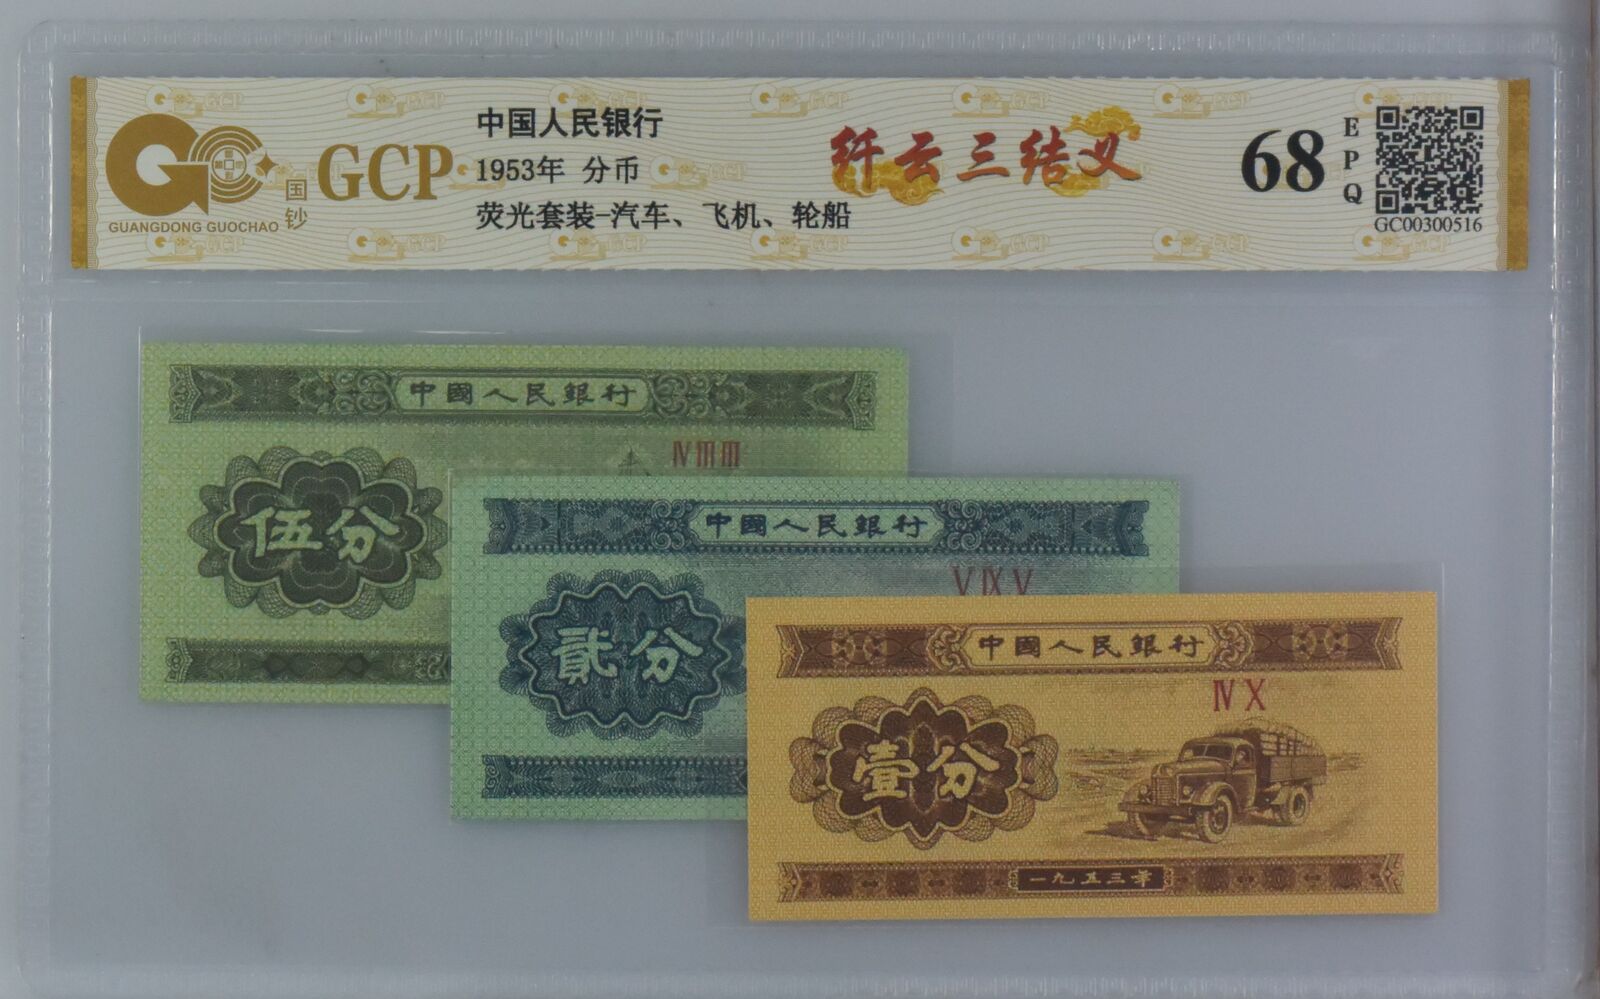 中国人民银行
1953年 分币
荧光套装-汽车、飞机、轮船
GCP
国钞
GUANGDONG GUOCHAO
纤云三结义
68
EPQ
GC00300516
中國人民銀行
ⅣⅢⅢ
伍分
中國人民銀行
ⅤⅨⅤ
貳分
中國人民銀行
ⅣⅩ
壹分
一九五三年